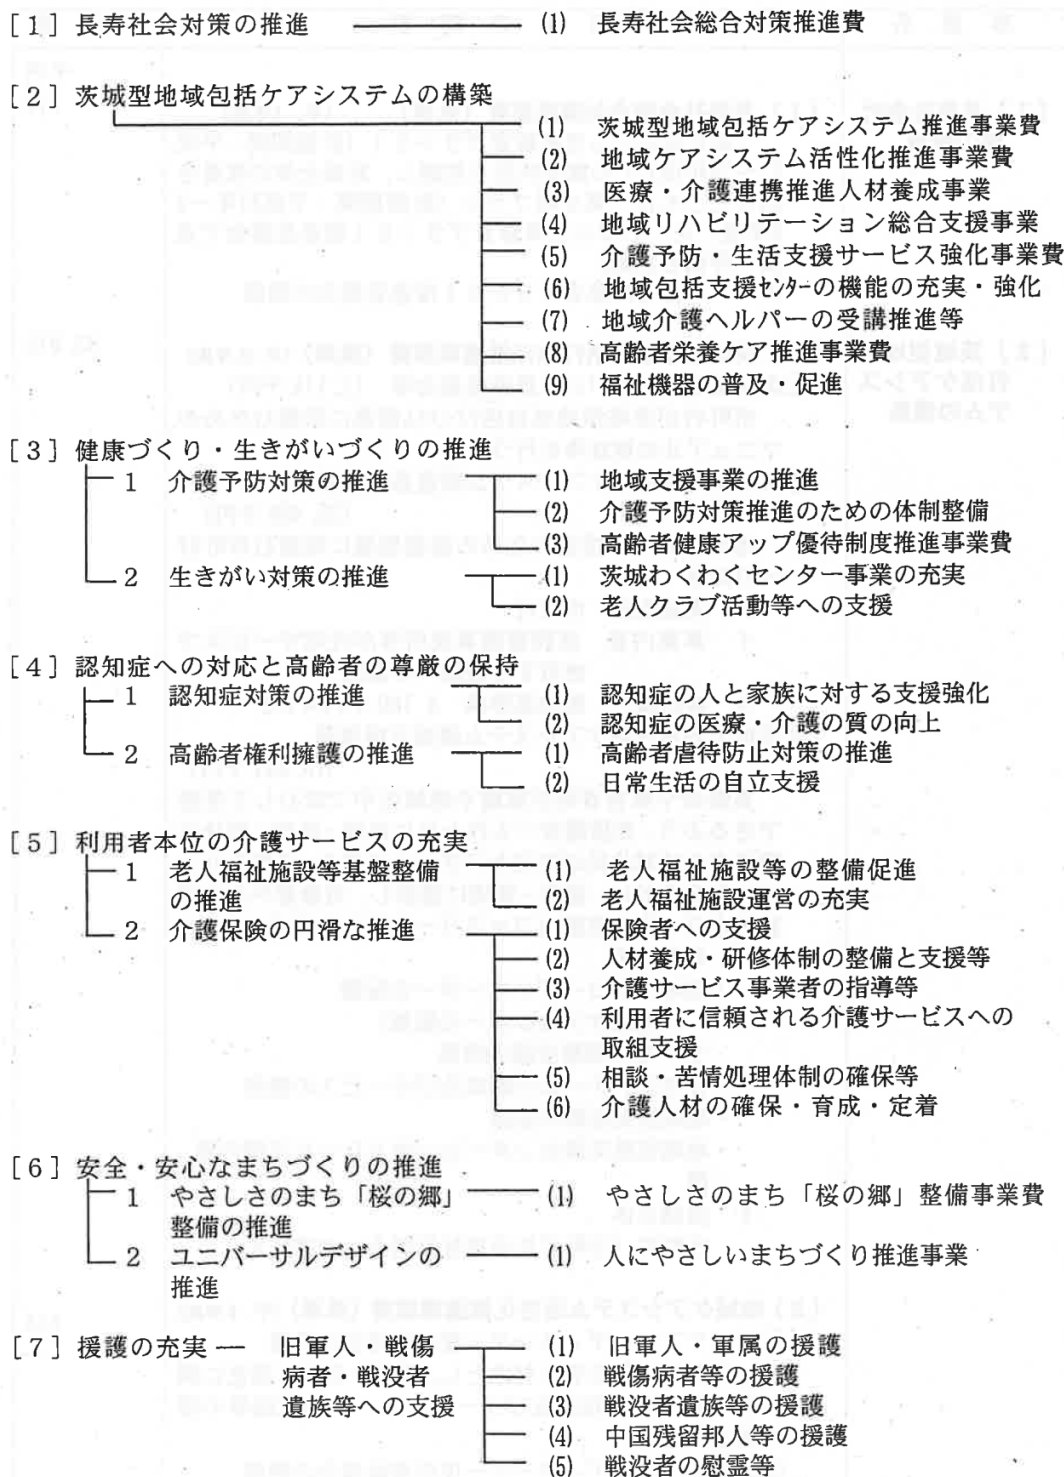 [1] 長寿社会対策の推進 (1) 長寿社会総合対策推進費
[2] 茨城型地域包括ケアシステムの構築
(1) 茨城型地域包括ケアシステム推進事業費
(2) 地域ケアシステム活性化推進事業費
(3) 医療・介護連携推進人材養成事業
(4) 地域リハビリテーション総合支援事業
(5) 介護予防・生活支援サービス強化事業費
(6) 地域包括支援センターの機能の充実・強化
(7) 地域介護ヘルパーの受講推進等
(8) 高齢者栄養ケア推進事業費
(9) 福祉機器の普及・促進
[3] 健康づくり・生きがいづくりの推進
1 介護予防対策の推進 (1) 地域支援事業の推進
(2) 介護予防対策推進のための体制整備
(3) 高齢者健康アップ優待制度推進事業費
2 生きがい対策の推進 (1) 茨城わくわくセンター事業の充実
(2) 老人クラブ活動等への支援
[4] 認知症への対応と高齢者の尊厳の保持
1 認知症対策の推進 (1) 認知症の人と家族に対する支援強化
(2) 認知症の医療・介護の質の向上
2 高齢者権利擁護の推進 (1) 高齢者虐待防止対策の推進
(2) 日常生活の自立支援
[5] 利用者本位の介護サービスの充実
1 老人福祉施設等基盤整備 (1) 老人福祉施設等の整備促進
の推進 (2) 老人福祉施設運営の充実
2 介護保険の円滑な推進 (1) 保険者への支援
(2) 人材養成・研修体制の整備と支援等
(3) 介護サービス事業者の指導等
(4) 利用者に信頼される介護サービスへの
取組支援
(5) 相談・苦情処理体制の確保等
(6) 介護人材の確保・育成・定着
[6] 安全・安心なまちづくりの推進
1 やさしさのまち「桜の郷」 (1) やさしさのまち「桜の郷」整備事業費
整備の推進
2 ユニバーサルデザインの (1) 人にやさしいまちづくり推進事業
推進
[7] 援護の充実 旧軍人・戦傷 (1) 旧軍人・軍属の援護
病者・戦没者 (2) 戦傷病者等の援護
遺族等への支援 (3) 戦没者遺族等の援護
(4) 中国残留邦人等の援護
(5) 戦没者の慰霊等